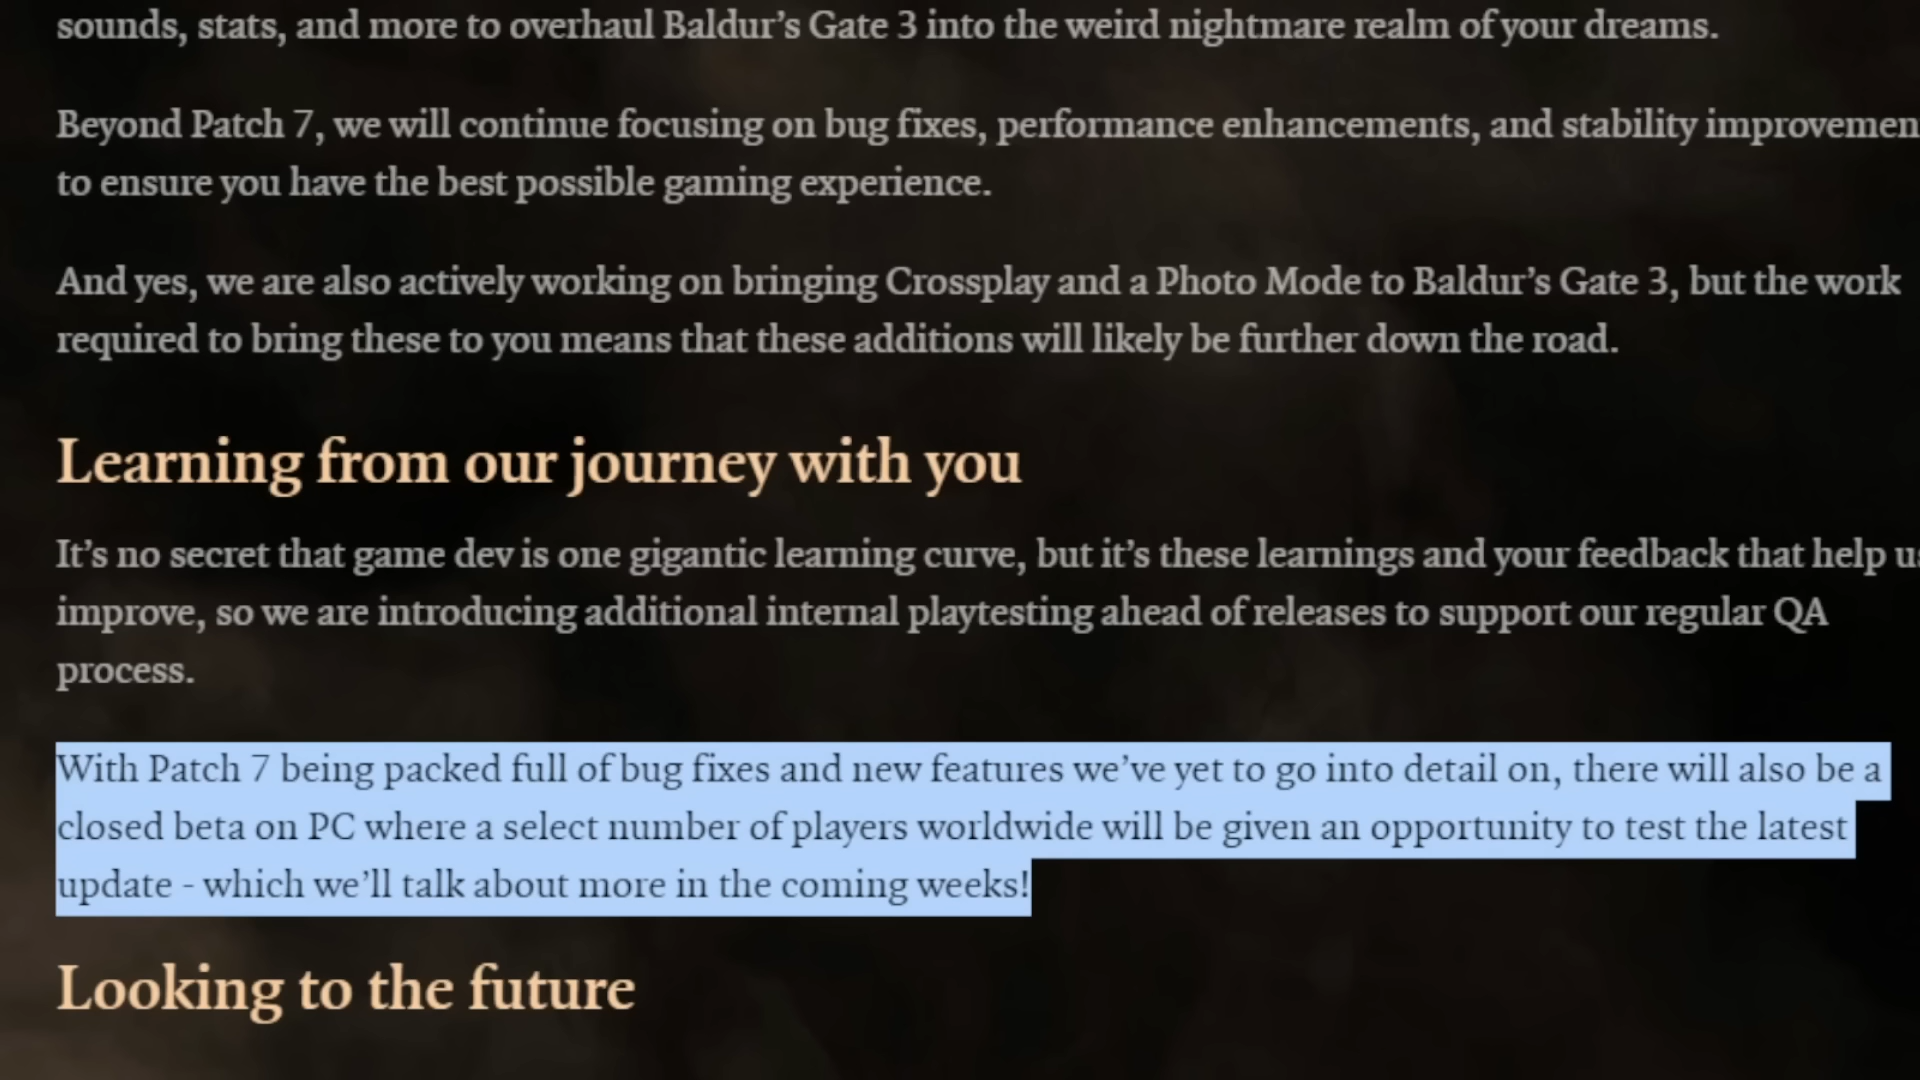 sounds, stats, and more to overhaul Baldur’s Gate 3 into the weird nightmare realm of your dreams.
Beyond Patch 7, we will continue focusing on bug fixes, performance enhancements, and stability improvemen
to ensure you have the best possible gaming experience.
And yes, we are also actively working on bringing Crossplay and a Photo Mode to Baldur’s Gate 3, but the work
required to bring these to you means that these additions will likely be further down the road.
Learning from our journey with you
It’s no secret that game dev is one gigantic learning curve, but it’s these learnings and your feedback that help us
improve, so we are introducing additional internal playtesting ahead of releases to support our regular QA
process.
With Patch 7 being packed full of bug fixes and new features we’ve yet to go into detail on, there will also be a
closed beta on PC where a select number of players worldwide will be given an opportunity to test the latest
update - which we’ll talk about more in the coming weeks!
Looking to the future